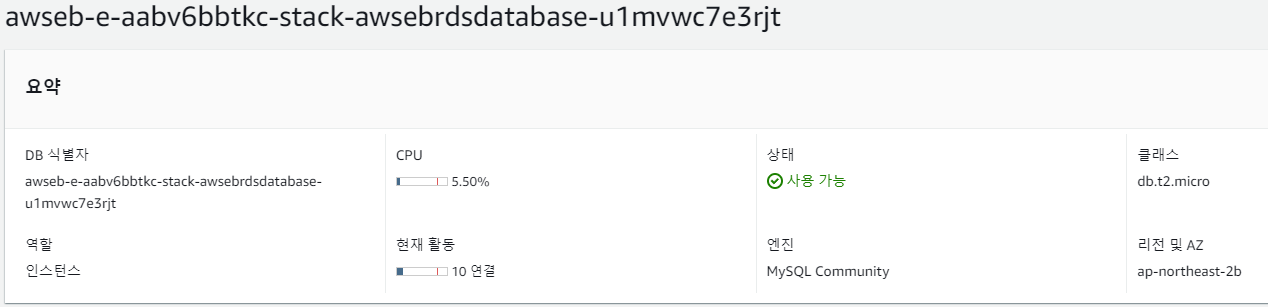 awseb-e-aabv6bbtkc-stack-awsebrdsdatabase-u1mvwc7e3rjt
요약
DB 식별자
awseb-e-aabv6bbtkc-stack-awsebrdsdatabase-
u1mvwc7e3rjt
CPU
5.50%
상태
사용 가능
클래스
db.t2.micro
역할
인스턴스
현재 활동
10 연결
엔진
MySQL Community
리전 및 AZ
ap-northeast-2b